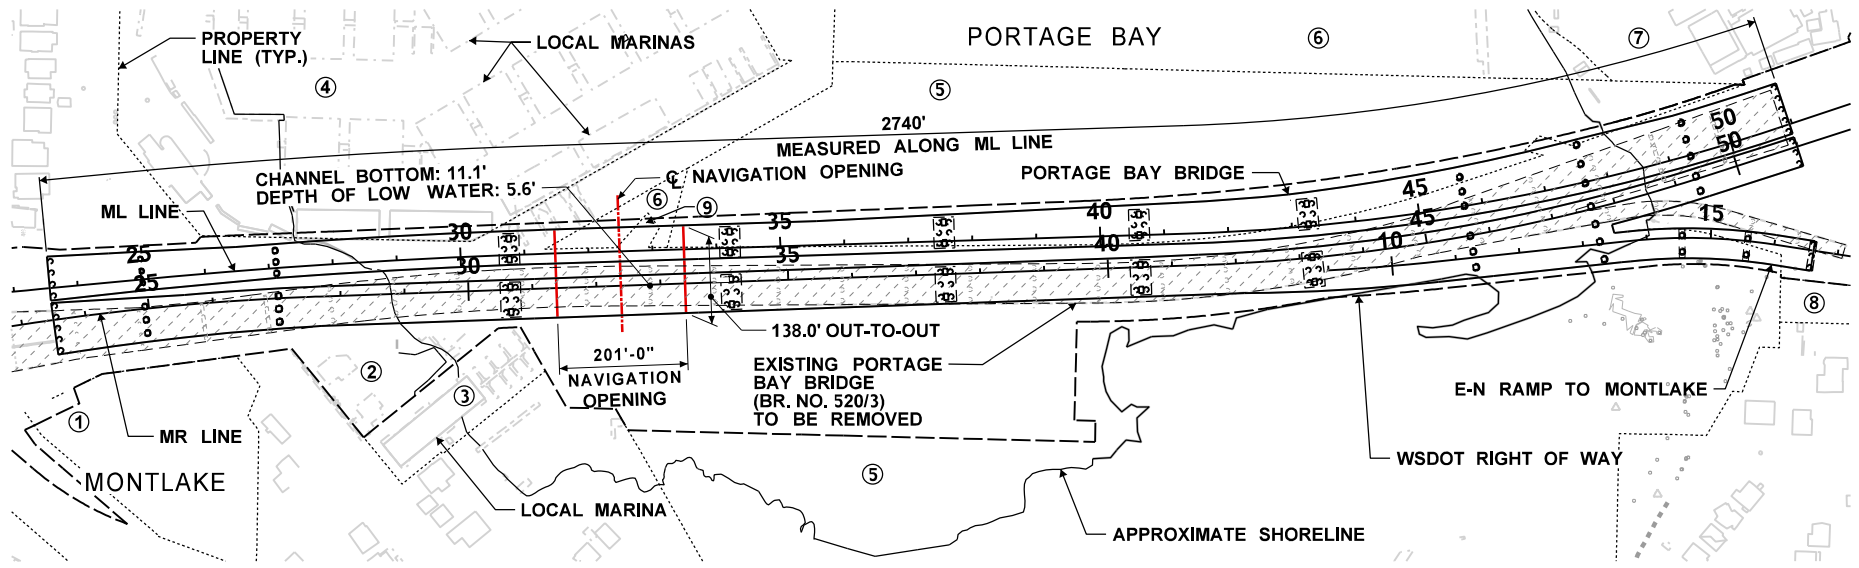 PROPERTY
LINE (TYP.)
LOCAL MARINAS
PORTAGE BAY
⑥
⑦
④
⑤
2740'
MEASURED ALONG ML LINE
CHANNEL BOTTOM: 11.1'
DEPTH OF LOW WATER: 5.6'
℄ NAVIGATION OPENING
PORTAGE BAY BRIDGE
ML LINE
⑥
⑨
50
50
45
45
40
40
35
35
30
30
25
25
10
15
138.0' OUT-TO-OUT
201'-0"
NAVIGATION
OPENING
EXISTING PORTAGE
BAY BRIDGE
(BR. NO. 520/3)
TO BE REMOVED
E-N RAMP TO MONTLAKE
⑧
②
③
①
MR LINE
MONTLAKE
WSDOT RIGHT OF WAY
⑤
LOCAL MARINA
APPROXIMATE SHORELINE